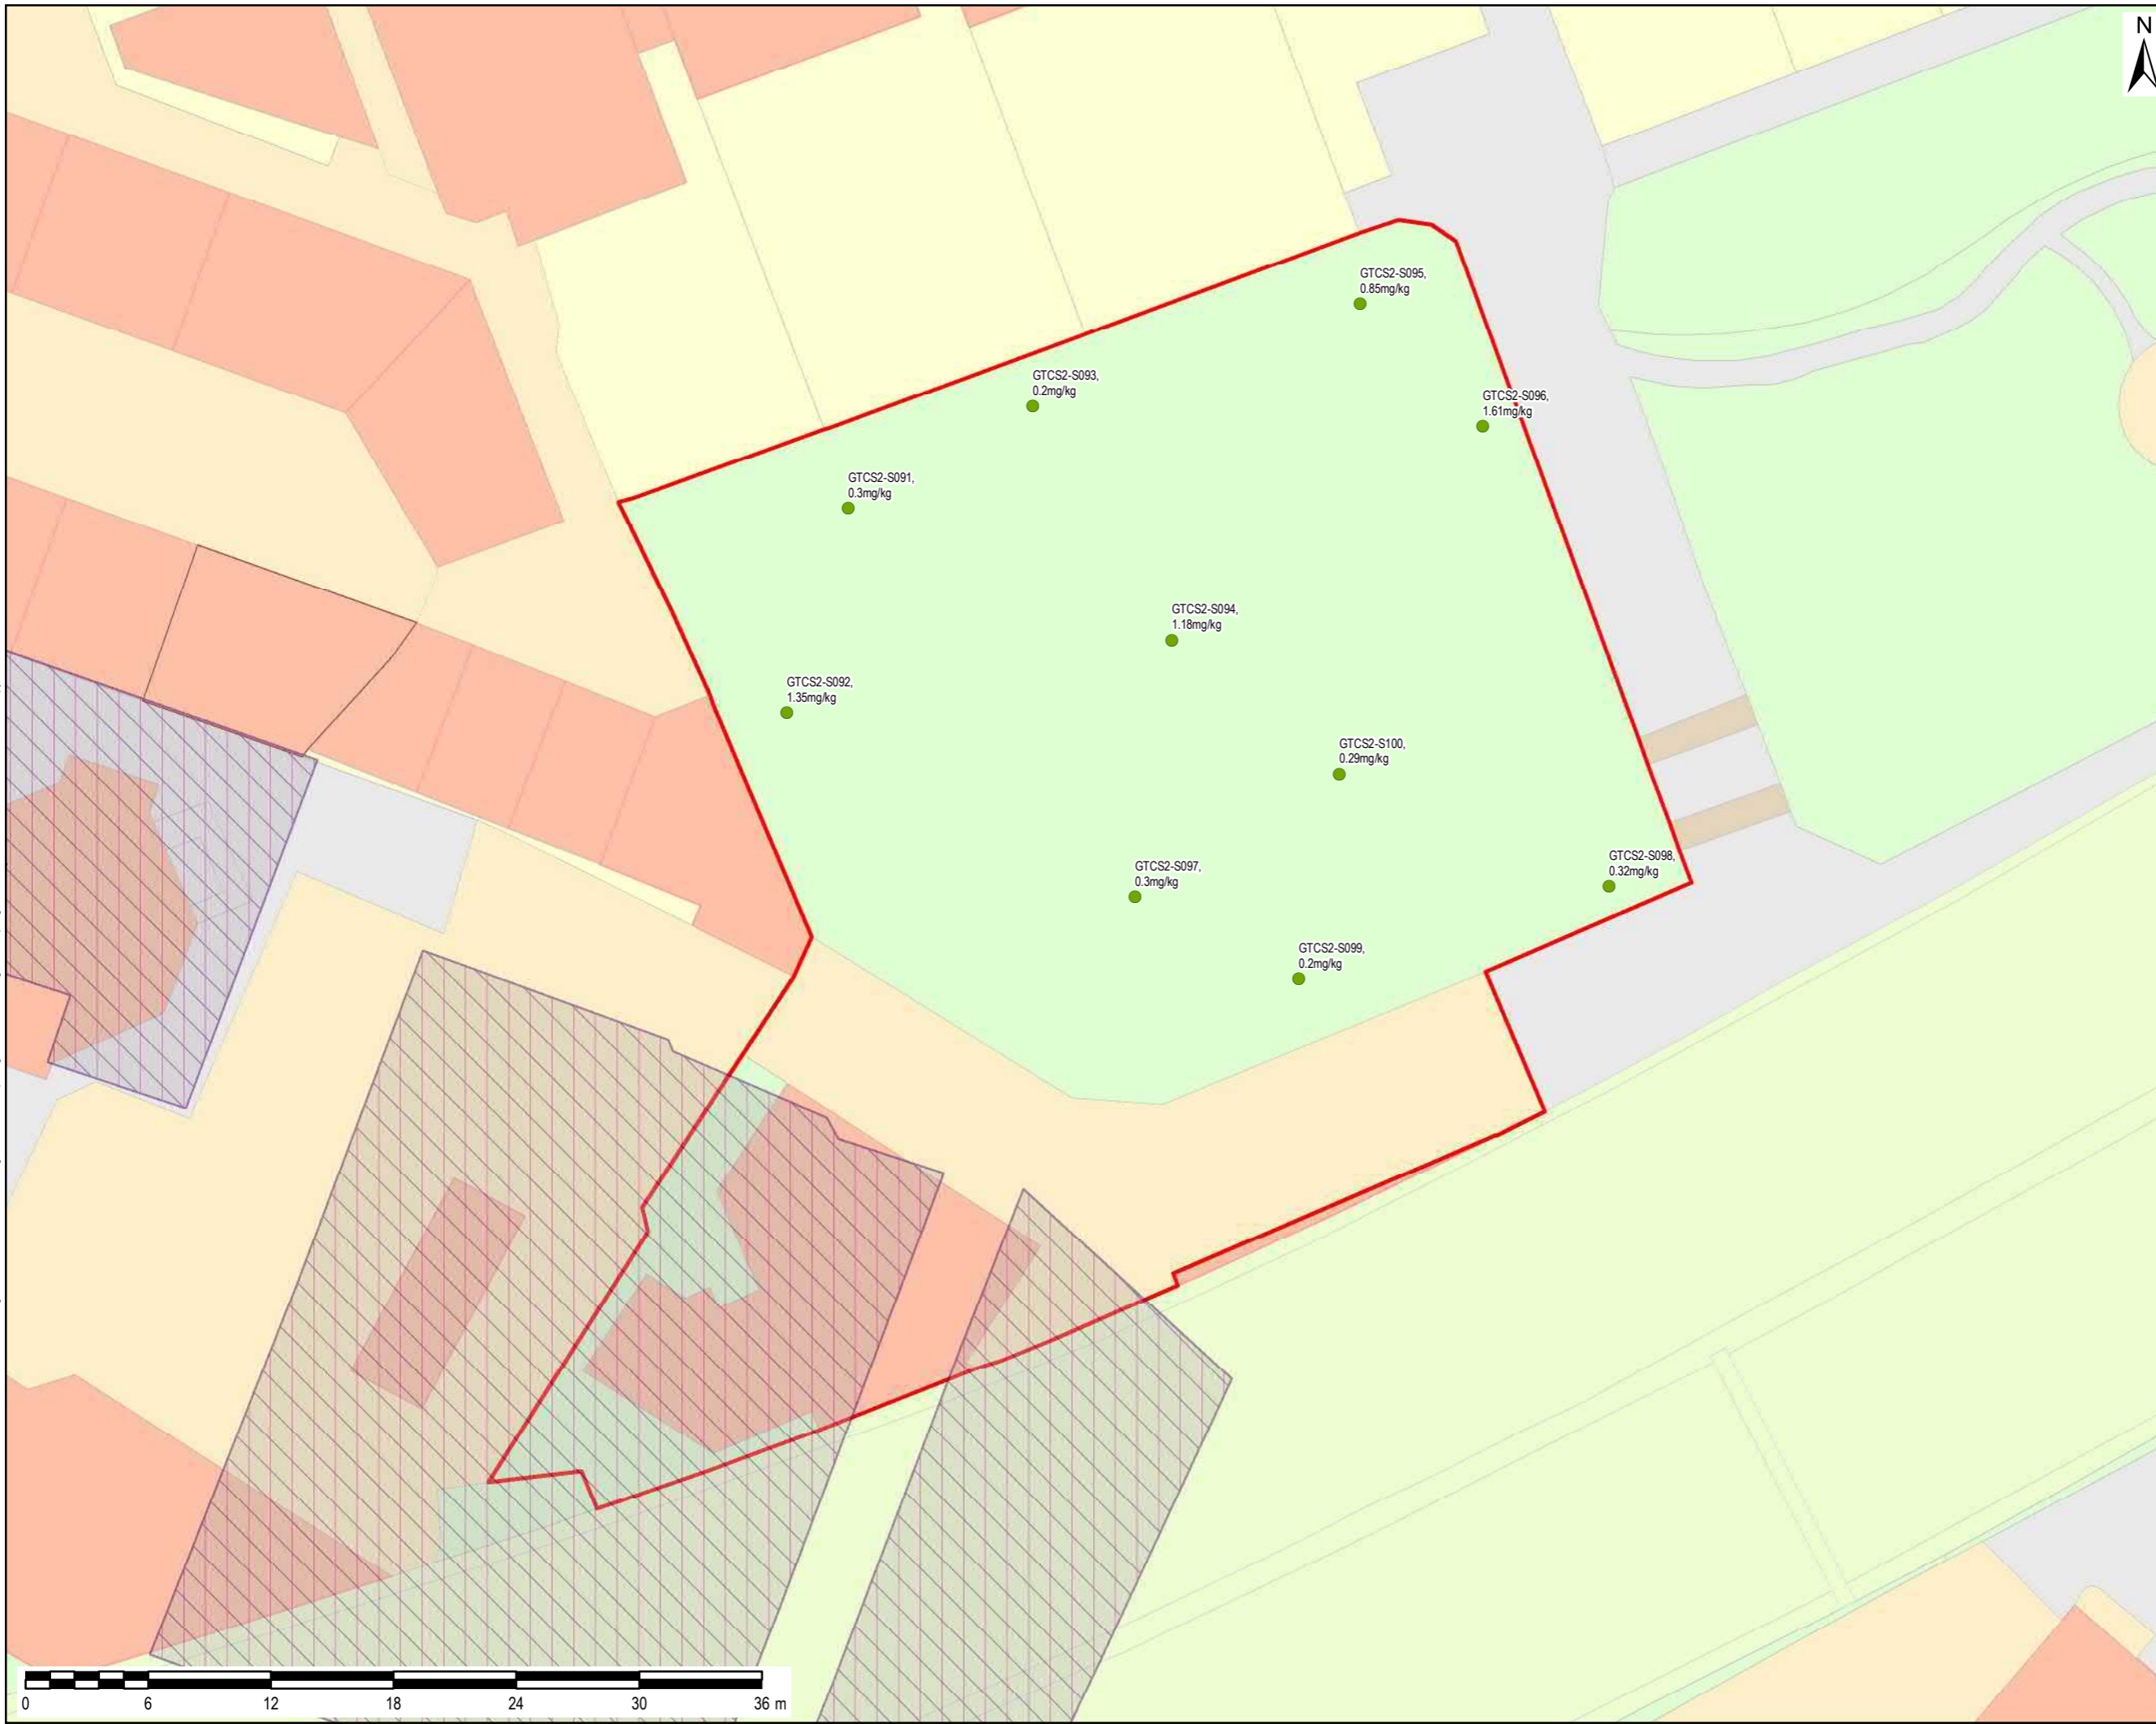 N
GTCS2-S095,
0.85mg/kg
GTCS2-S093,
0.2mg/kg
GTCS2-S096,
1.61mg/kg
GTCS2-S091,
0.3mg/kg
GTCS2-S094,
1.18mg/kg
GTCS2-S092,
1.35mg/kg
GTCS2-S100,
0.29mg/kg
GTCS2-S097,
0.3mg/kg
GTCS2-S098,
0.32mg/kg
GTCS2-S099,
0.2mg/kg
0 6 12 18 24 30 36 m